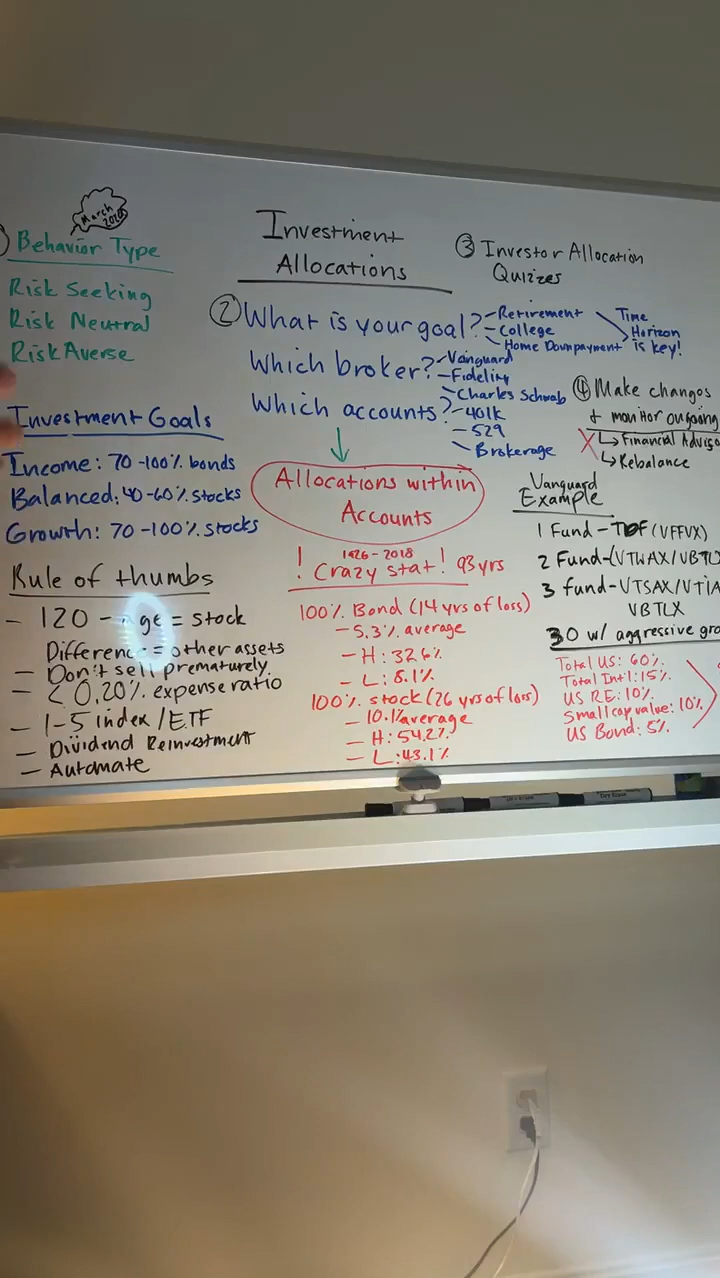 March 2020
Behavior Type
Risk Seeking
Risk Neutral
Risk Averse
Investment Goals
Income: 70-100% bonds
Balanced: 40-60% stocks
Growth: 70-100% stocks
Rule of thumbs
- 120 - age = stock
Difference = other assets
- Don't sell prematurely
- < 0.20% expense ratio
- 1-5 index/ETF
- Dividend Reinvestment
- Automate
Investment
Allocations
② What is your goal?
- Retirement
- College
- Home Downpayment
Time
Horizon
is key!
Which broker?
- Vanguard
- Fidelity
- Charles Schwab
Which accounts?
- 401k
- 529
- Brokerage
Allocations within
Accounts
1926-2018
! Crazy stat! 93 yrs
100% Bond (14 yrs of loss)
- 5.3% average
- H: 32.6%
- L: 8.1%
100% stock (26 yrs of loss)
- 10.1% average
- H: 54.2%
- L: 43.1%
③ Investor Allocation
Quizzes
④ Make changes
+ monitor ongoing
X ↳ Financial Adviso
↳ Rebalance
Vanguard
Example
1 Fund - TDF (VFFVX)
2 Fund - (VTWAX/VBTL
3 fund - VTSAX/VTIA
VBTLX
30 w/ aggressive gro
Total US: 60%
Total Int'l: 15%
US RE: 10%
Small cap value: 10%
US Bond: 5%